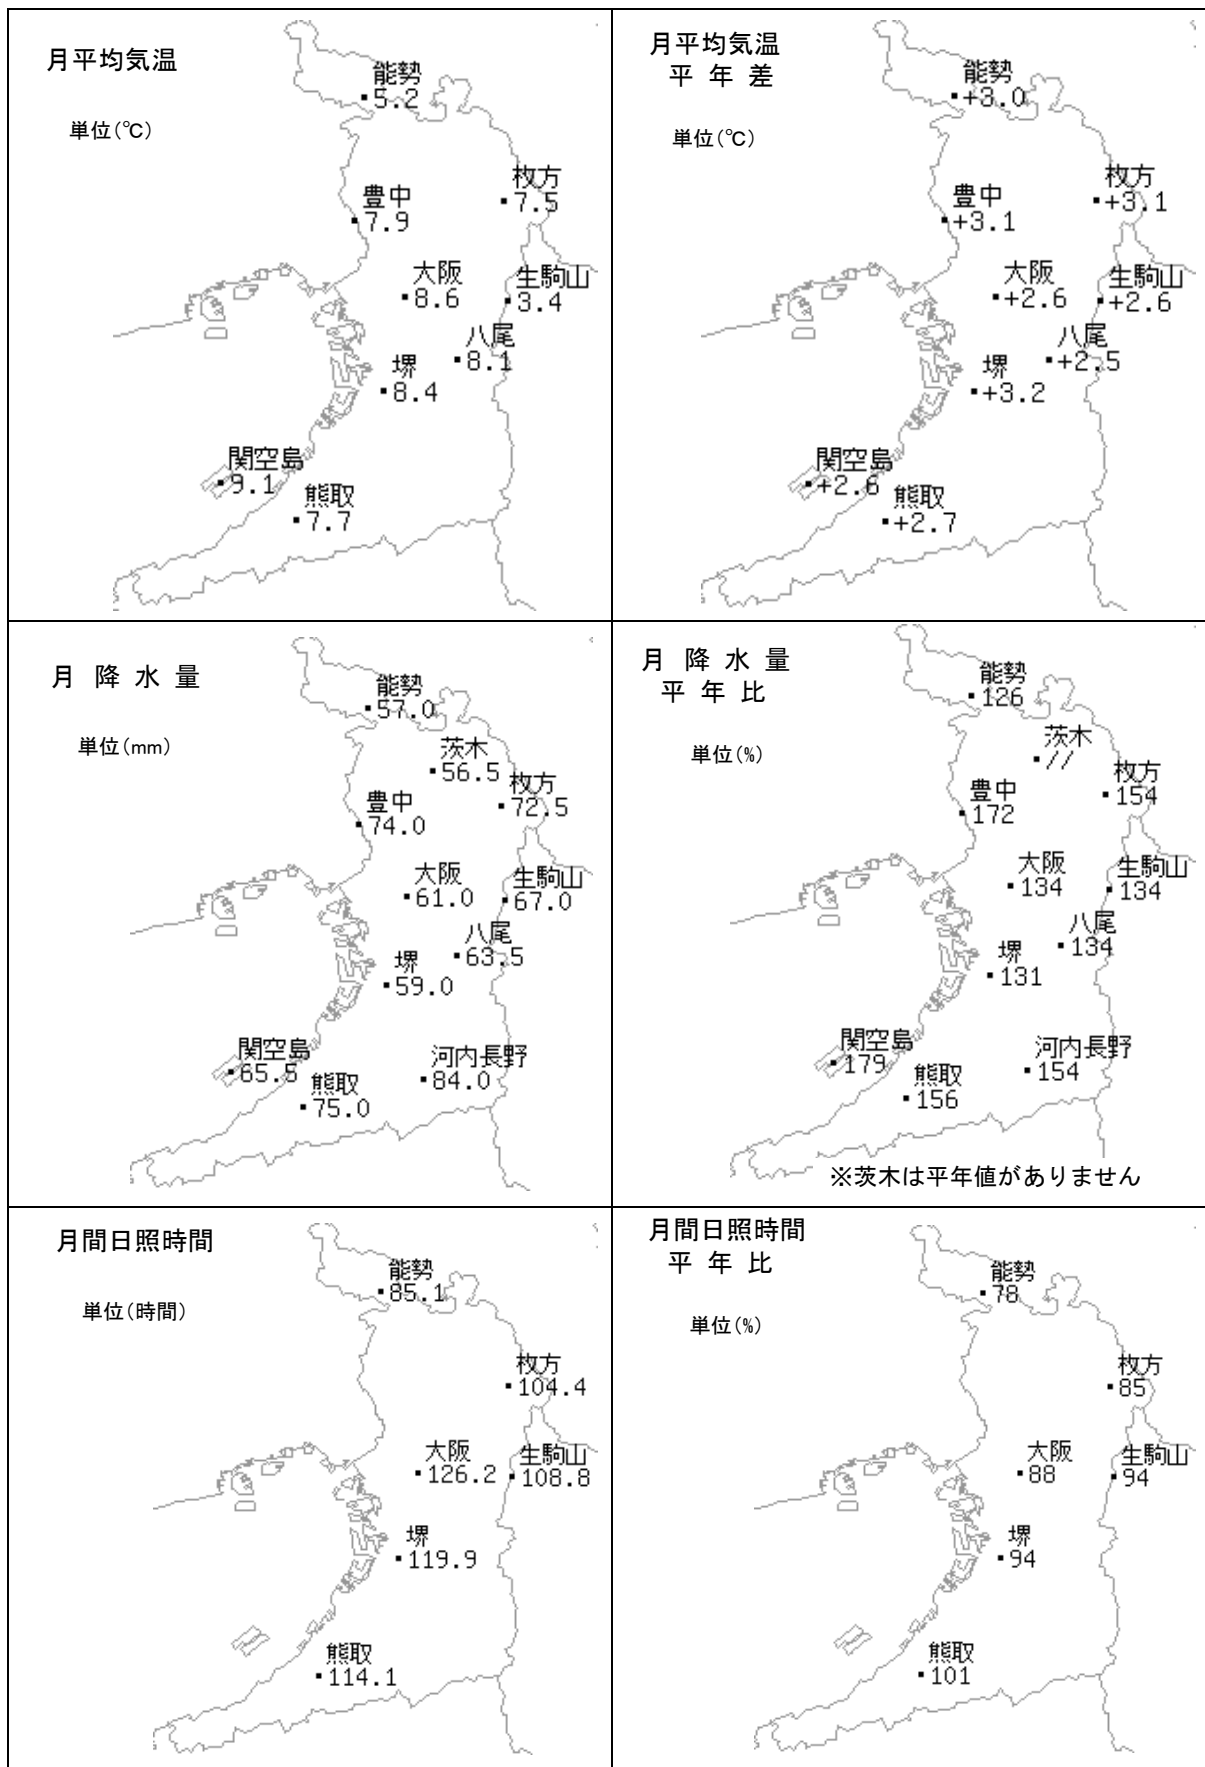 月平均気温
単位(℃)
能勢
5.2
枚方
7.5
豊中
7.9
大阪
8.6
生駒山
3.4
八尾
8.1
堺
8.4
関空島
9.1
熊取
7.7
月平均気温
平年差
単位(℃)
能勢
+3.0
枚方
+3.1
豊中
+3.1
大阪
+2.6
生駒山
+2.6
八尾
+2.5
堺
+3.2
関空島
+2.6
熊取
+2.7
月降水量
単位(mm)
能勢
57.0
茨木
56.5
枚方
72.5
豊中
74.0
大阪
61.0
生駒山
67.0
八尾
63.5
堺
59.0
関空島
65.5
河内長野
84.0
熊取
75.0
月降水量
平年比
単位(%)
能勢
126
茨木
//
枚方
154
豊中
172
大阪
134
生駒山
134
八尾
134
堺
131
関空島
179
河内長野
154
熊取
156
※茨木は平年値がありません
月間日照時間
単位(時間)
能勢
85.1
枚方
104.4
大阪
126.2
生駒山
108.8
堺
119.9
熊取
114.1
月間日照時間
平年比
単位(%)
能勢
78
枚方
85
大阪
88
生駒山
94
堺
94
熊取
101